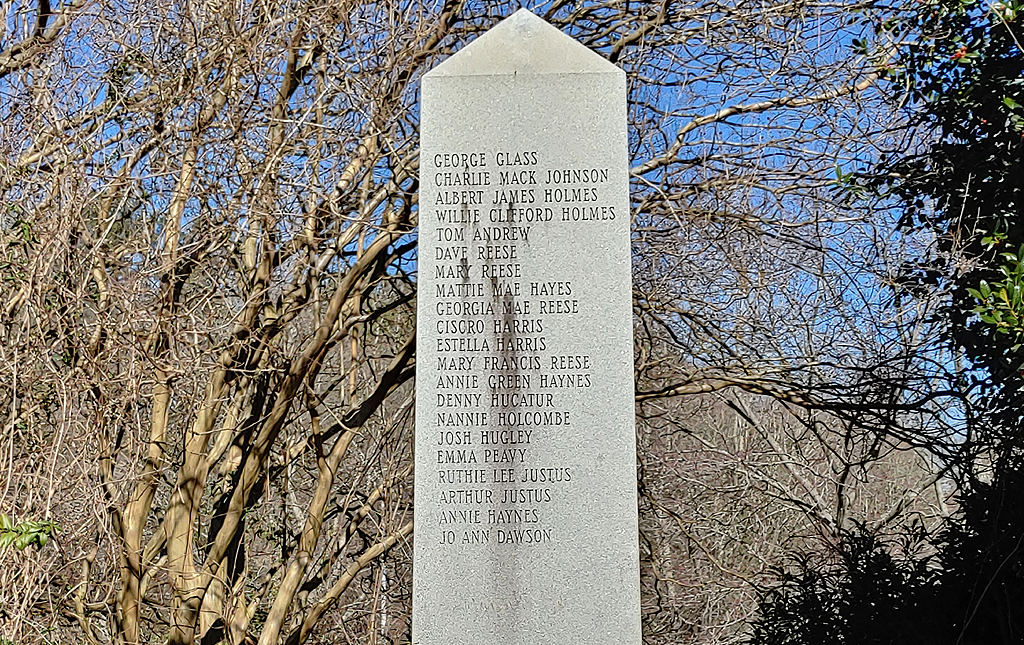 GEORGE GLASS
CHARLIE MACK JOHNSON
ALBERT JAMES HOLMES
WILLIE CLIFFORD HOLMES
TOM ANDREW
DAVE REESE
MARY REESE
MATTIE MAE HAYES
GEORGIA MAE REESE
CISCRO HARRIS
ESTELLA HARRIS
MARY FRANCIS REESE
ANNIE GREEN HAYNES
DENNY HUCATUR
NANNIE HOLCOMBE
JOSH HUGLEY
EMMA PEAVY
RUTHIE LEE JUSTUS
ARTHUR JUSTUS
ANNIE HAYNES
JO ANN DAWSON